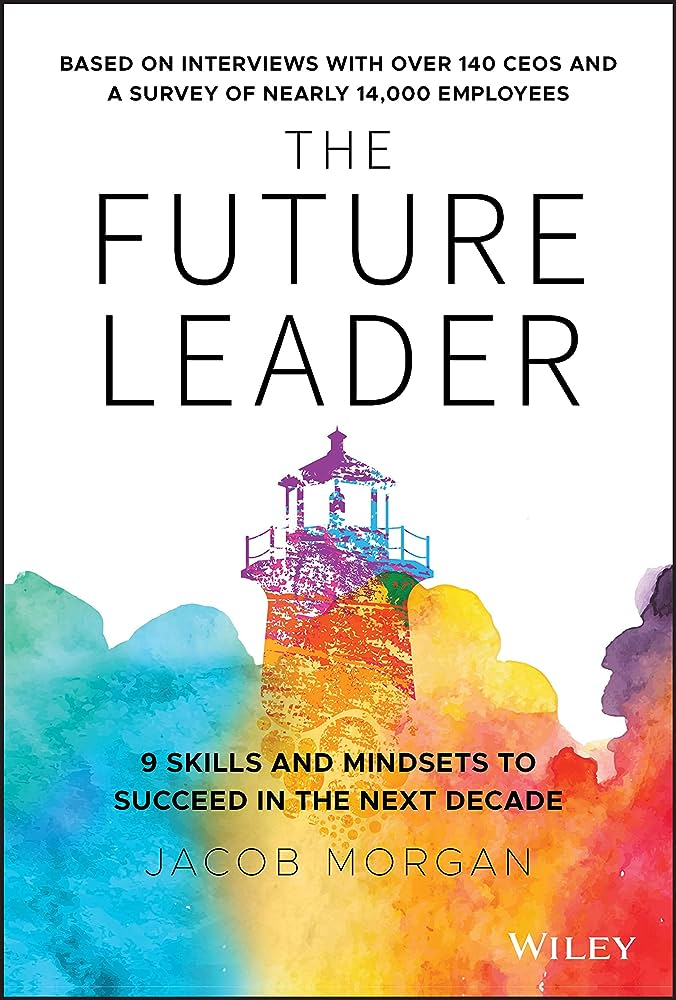 BASED ON INTERVIEWS WITH OVER 140 CEOS AND
A SURVEY OF NEARLY 14,000 EMPLOYEES
THE
FUTURE
LEADER
9 SKILLS AND MINDSETS TO
SUCCEED IN THE NEXT DECADE
JACOB MORGAN
WILEY